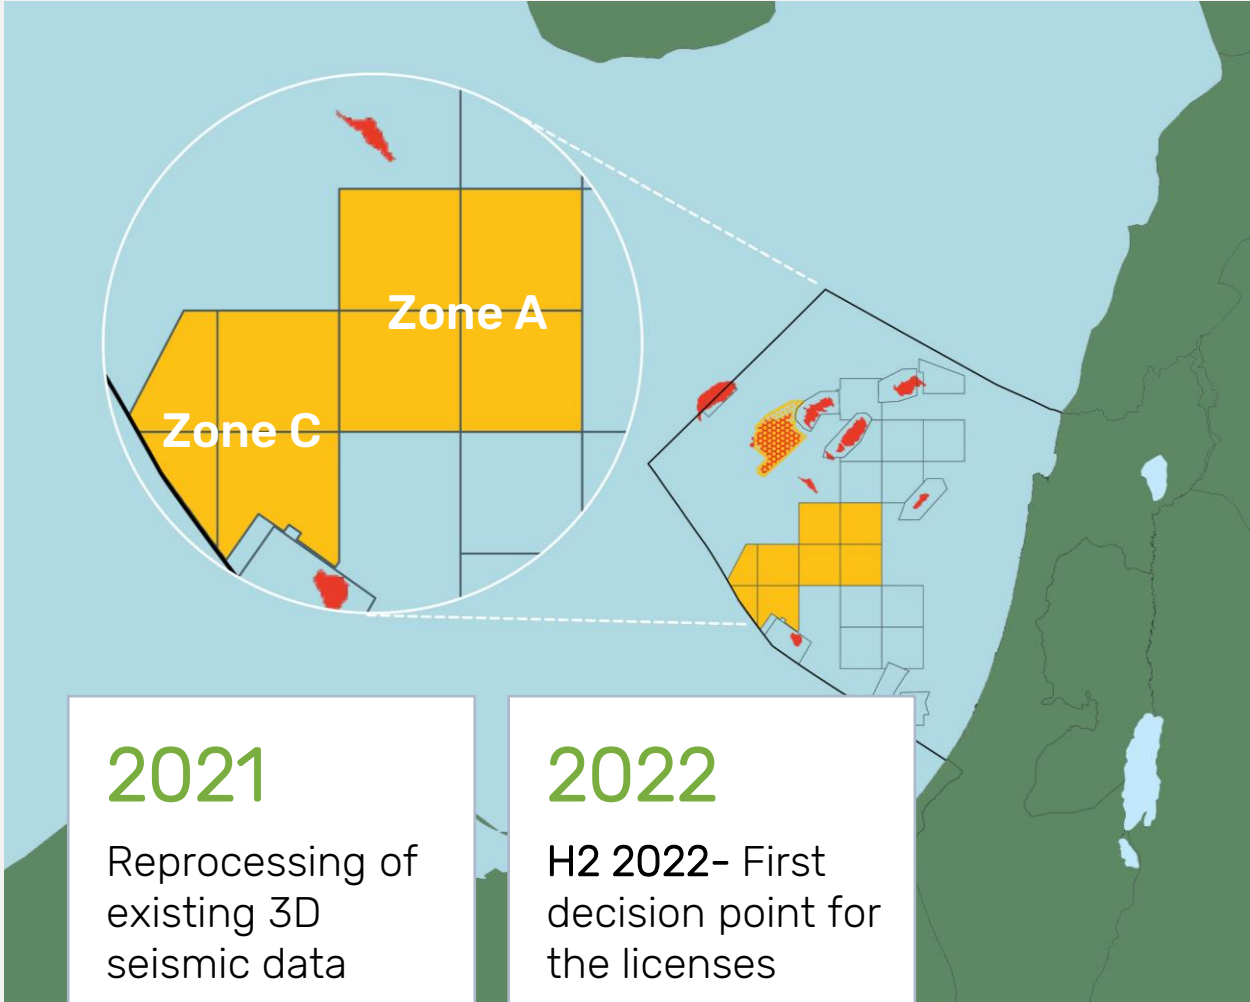 Zone A
Zone C
2021
Reprocessing of
existing 3D
seismic data
2022
H2 2022- First
decision point for
the licenses